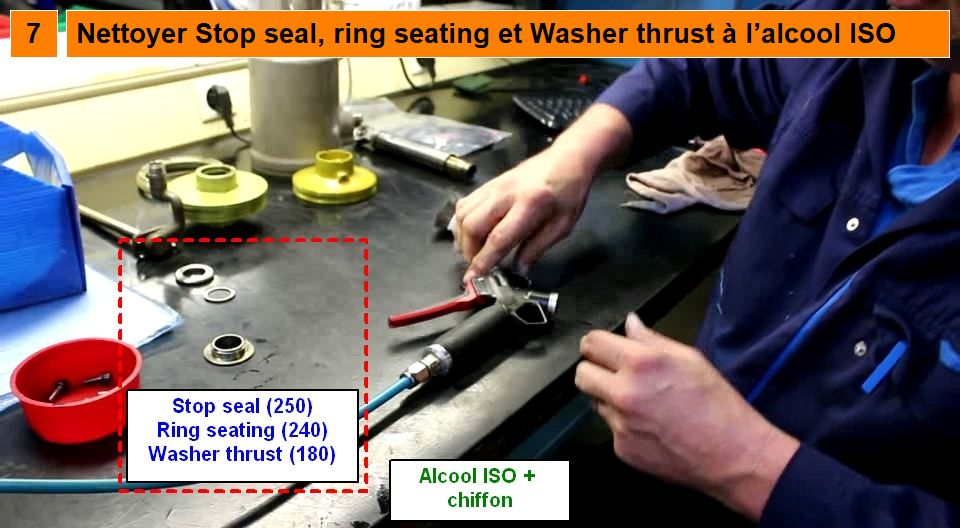 7
Nettoyer Stop seal, ring seating et Washer thrust à l’alcool ISO
Stop seal (250)
Ring seating (240)
Washer thrust (180)
Alcool ISO +
chiffon